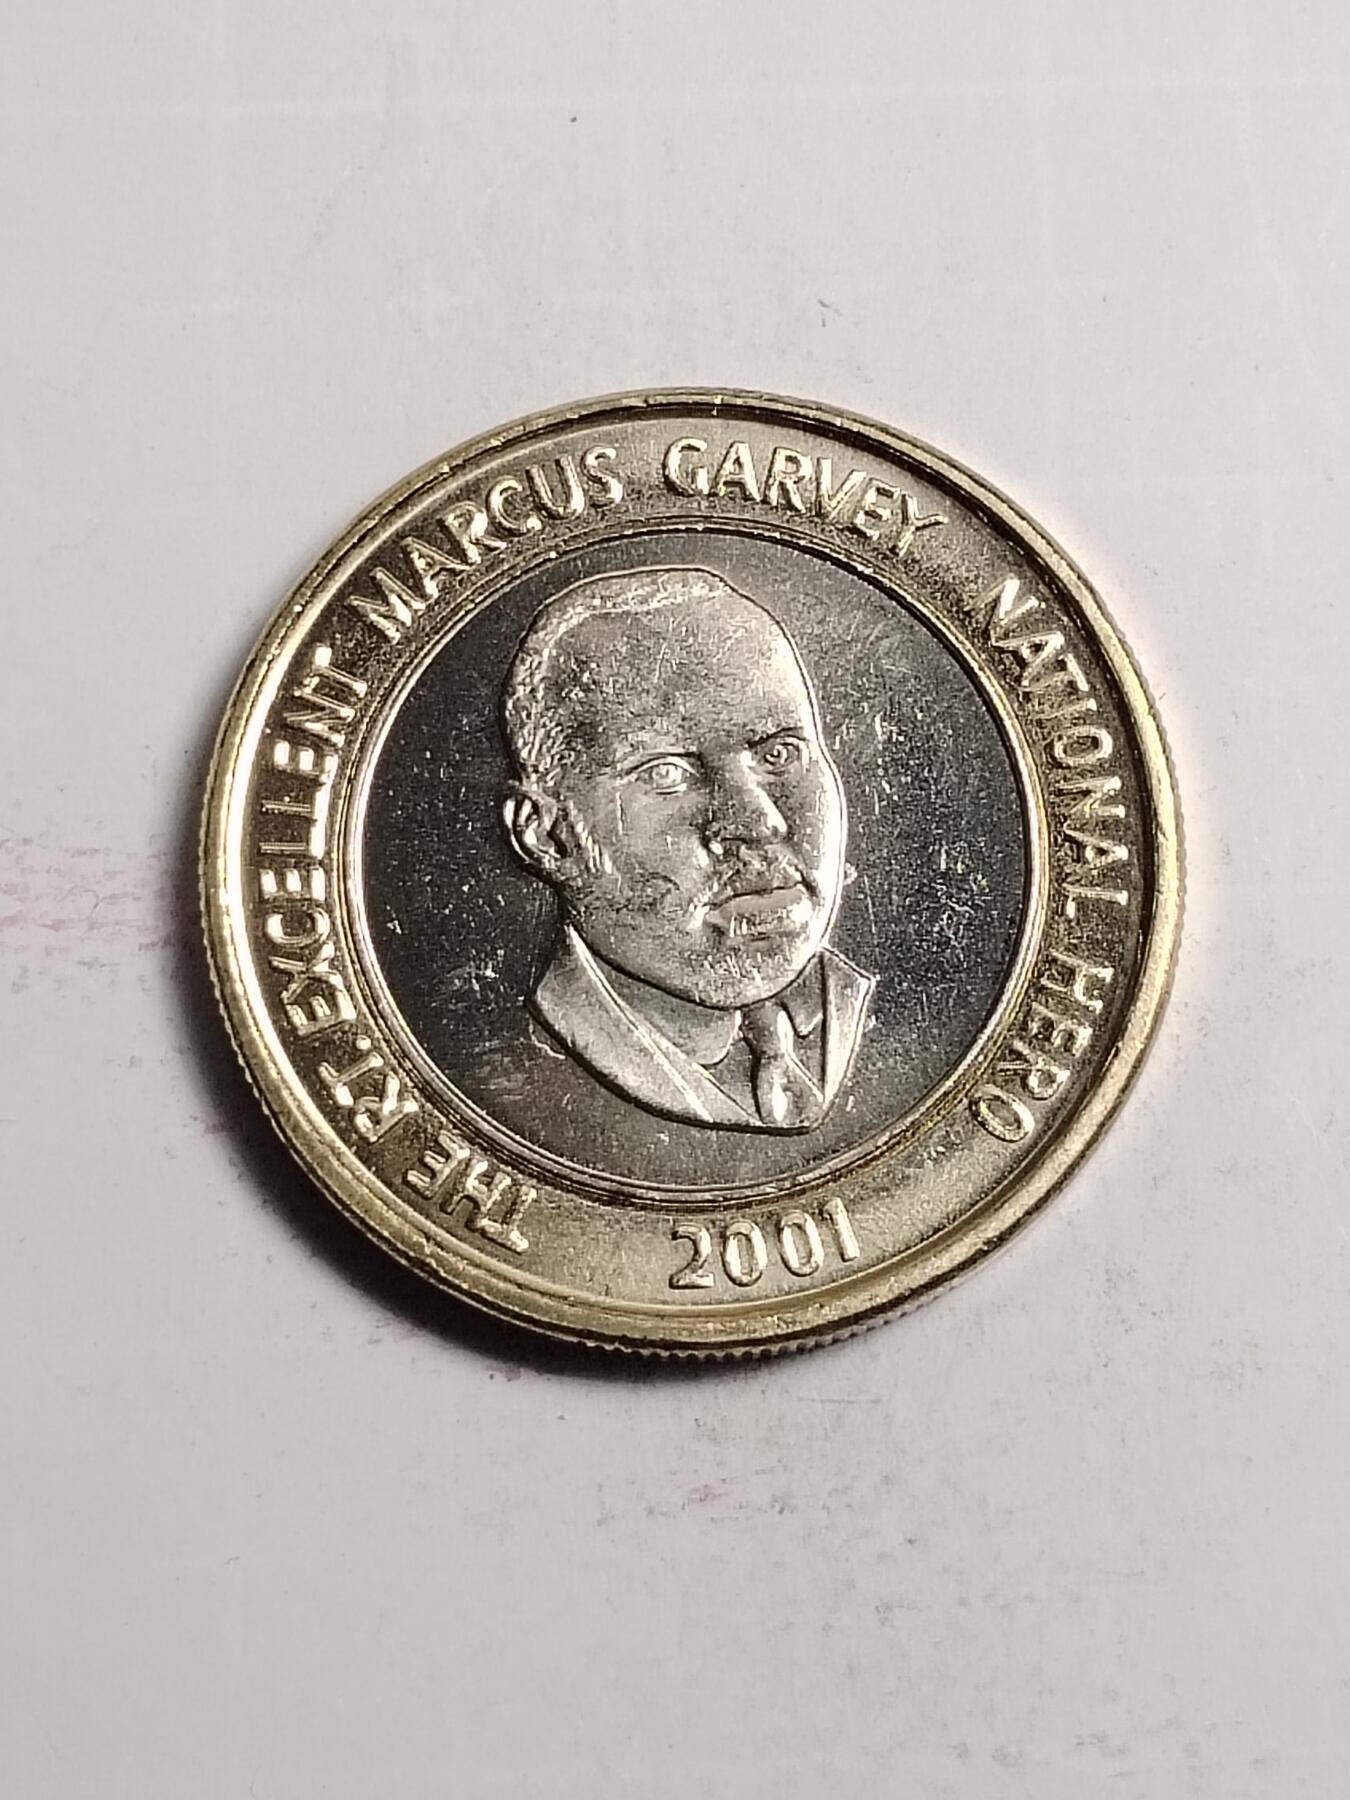 THE RT. EXCELLENT MARCUS GARVEY NATIONAL HERO
2001